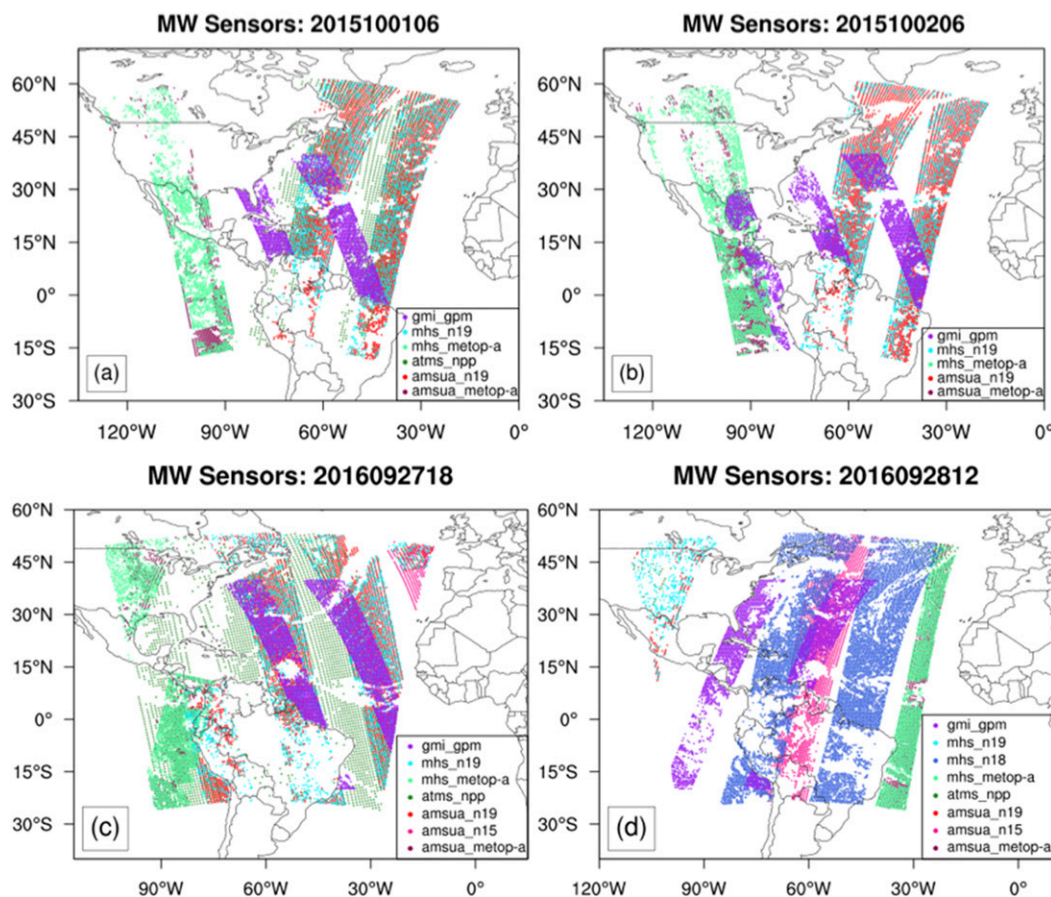 MW Sensors: 2015100106
60°N
45°N
30°N
15°N
0°
15°S
30°S
120°W 90°W 60°W 30°W 0°
(a)
gmi_gpm
mhs_n19
mhs_metop-a
atms_npp
amsua_n19
amsua_metop-a
MW Sensors: 2015100206
60°N
45°N
30°N
15°N
0°
15°S
30°S
120°W 90°W 60°W 30°W 0°
(b)
gmi_gpm
mhs_n19
mhs_metop-a
amsua_n19
amsua_metop-a
MW Sensors: 2016092718
60°N
45°N
30°N
15°N
0°
15°S
30°S
90°W 60°W 30°W 0°
(c)
gmi_gpm
mhs_n19
mhs_metop-a
atms_npp
amsua_n19
amsua_n15
amsua_metop-a
MW Sensors: 2016092812
60°N
45°N
30°N
15°N
0°
15°S
30°S
120°W 90°W 60°W 30°W 0°
(d)
gmi_gpm
mhs_n19
mhs_n18
mhs_metop-a
atms_npp
amsua_n19
amsua_n15
amsua_metop-a